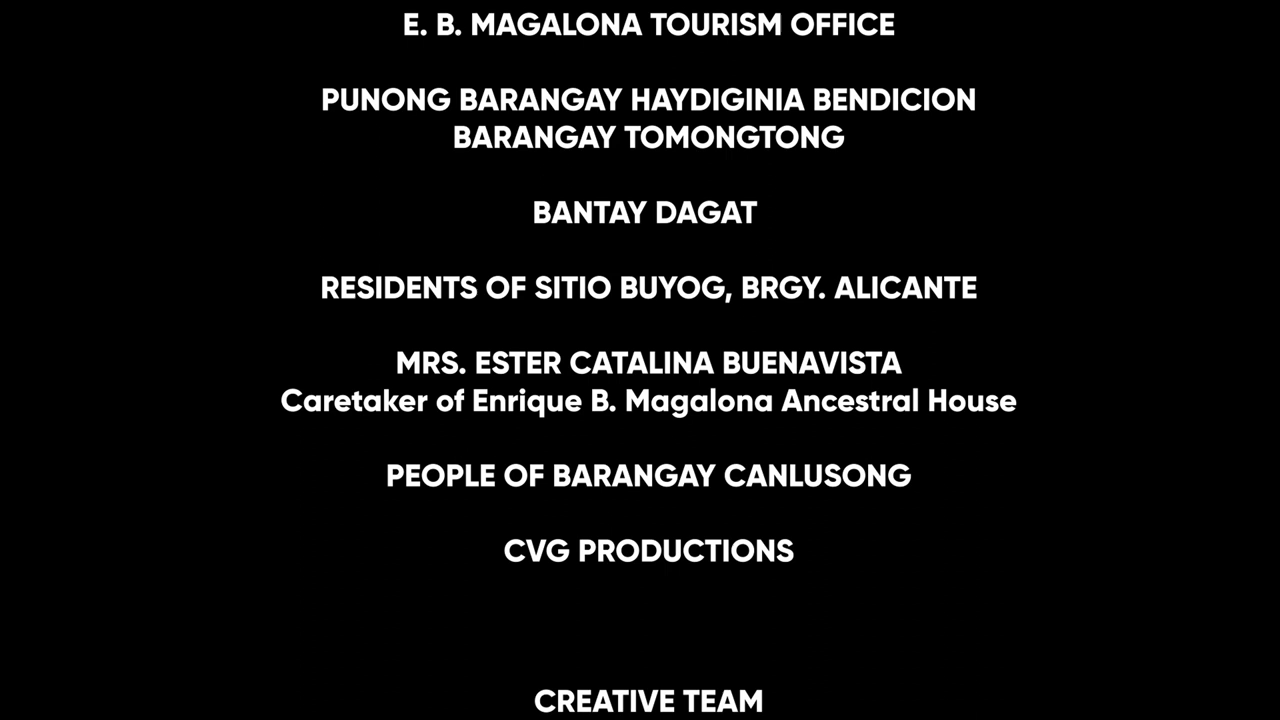 E. B. MAGALONA TOURISM OFFICE
PUNONG BARANGAY HAYDIGINIA BENDICION
BARANGAY TOMONGTONG
BANTAY DAGAT
RESIDENTS OF SITIO BUYOG, BRGY. ALICANTE
MRS. ESTER CATALINA BUENAVISTA
Caretaker of Enrique B. Magalona Ancestral House
PEOPLE OF BARANGAY CANLUSONG
CVG PRODUCTIONS
CREATIVE TEAM